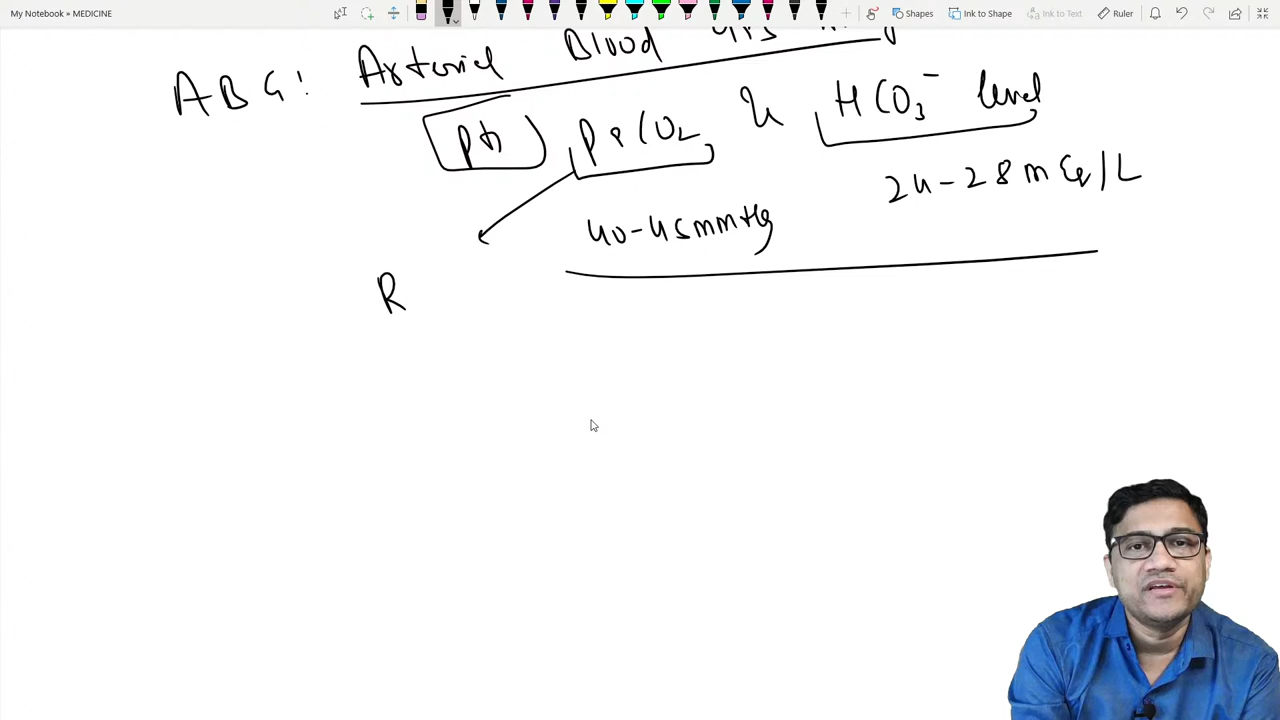 My Notebook » MEDICINE
Shapes Ink to Shape Ink to Text Ruler
ABG: Arterial Blood
pH PaCO2 & HCO3⁻ level
40-45mmHg 24-28 mEq/L
R